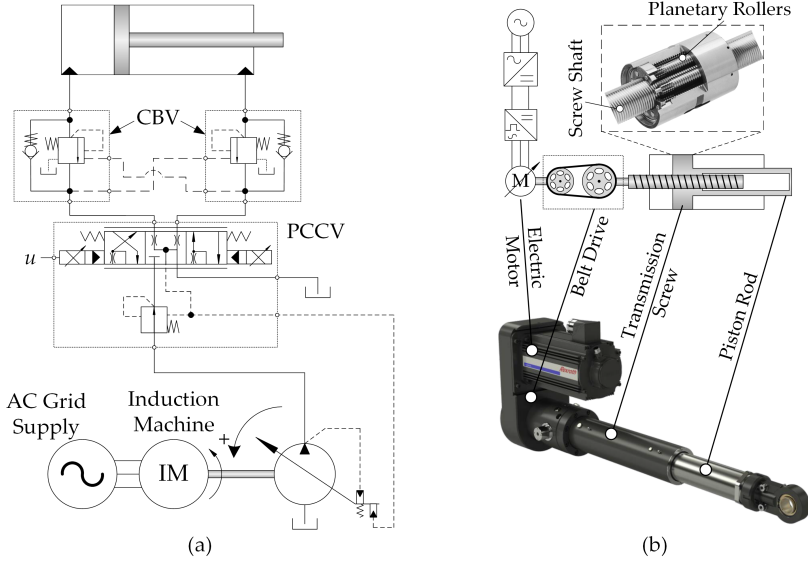 CBV
PCCV
u
AC Grid
Supply
Induction
Machine
IM
+
(a)
Planetary Rollers
Screw Shaft
M
Electric
Motor
Belt Drive
Transmission
Screw
Piston Rod
(b)